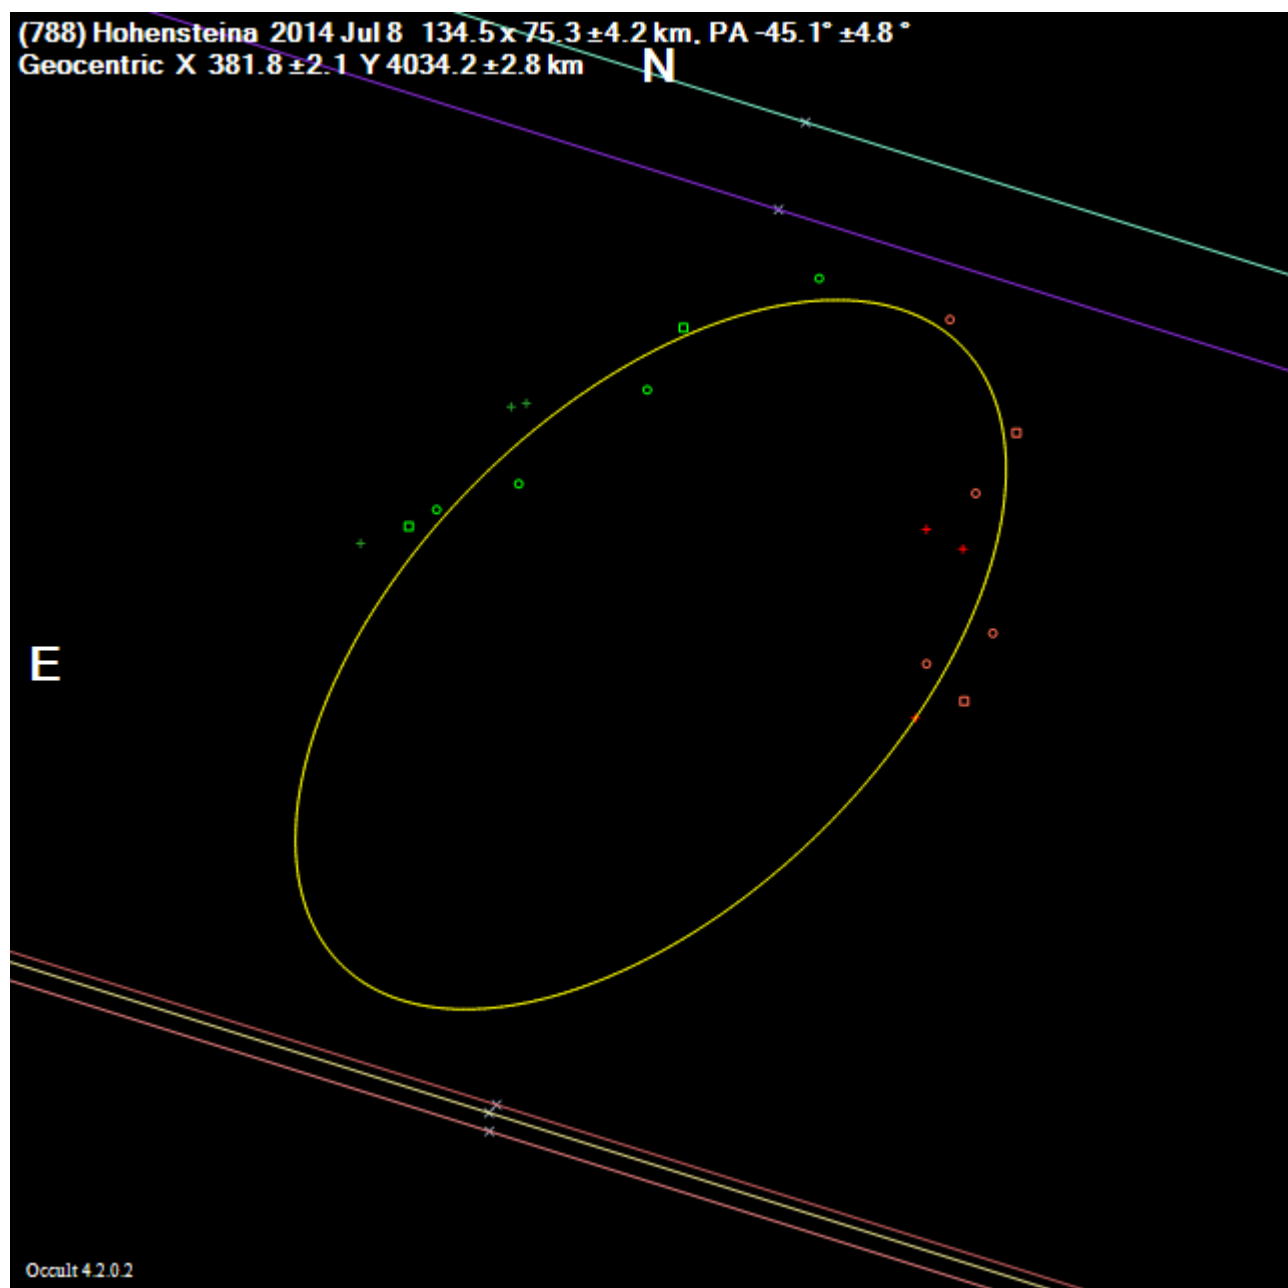 (788) Hohensteina 2014 Jul 8 134.5 x 75.3 ±4.2 km, PA -45.1° ±4.8°
Geocentric X 381.8 ±2.1 Y 4034.2 ±2.8 km
N
E
Occult 4.2.0.2